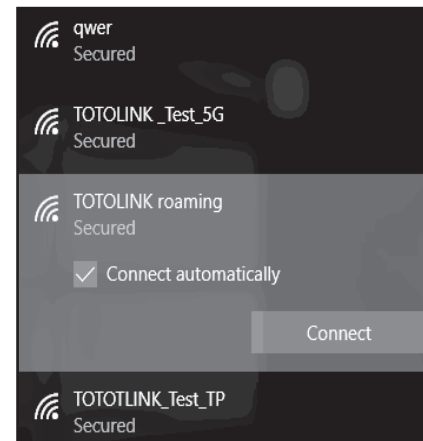 qwer
Secured
TOTOLINK _Test_5G
Secured
TOTOLINK roaming
Secured
Connect automatically
Connect
TOTOTLINK_Test_TP
Secured